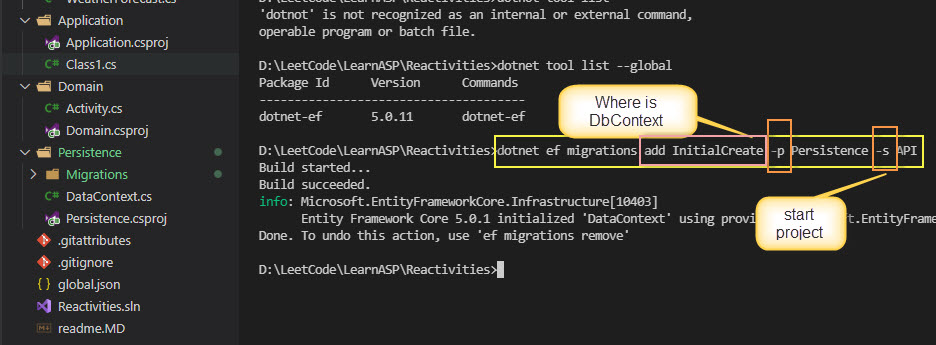 WeatherForecast.cs
Application
Application.csproj
C# Class1.cs
Domain
C# Activity.cs
Domain.csproj
Persistence
Migrations
C# DataContext.cs
Persistence.csproj
.gitattributes
.gitignore
{ } global.json
Reactivities.sln
readme.MD
D:\LeetCode\LearnASP\Reactivities>dotnot tool list
'dotnot' is not recognized as an internal or external command,
operable program or batch file.
D:\LeetCode\LearnASP\Reactivities>dotnet tool list --global
Package Id Version Commands
--------------------------------------
dotnet-ef 5.0.11 dotnet-ef
Where is
DbContext
D:\LeetCode\LearnASP\Reactivities>dotnet ef migrations add InitialCreate -p Persistence -s API
Build started...
Build succeeded.
info: Microsoft.EntityFrameworkCore.Infrastructure[10403]
Entity Framework Core 5.0.1 initialized 'DataContext' using provi t.EntityFrame
Done. To undo this action, use 'ef migrations remove'
start
project
D:\LeetCode\LearnASP\Reactivities>